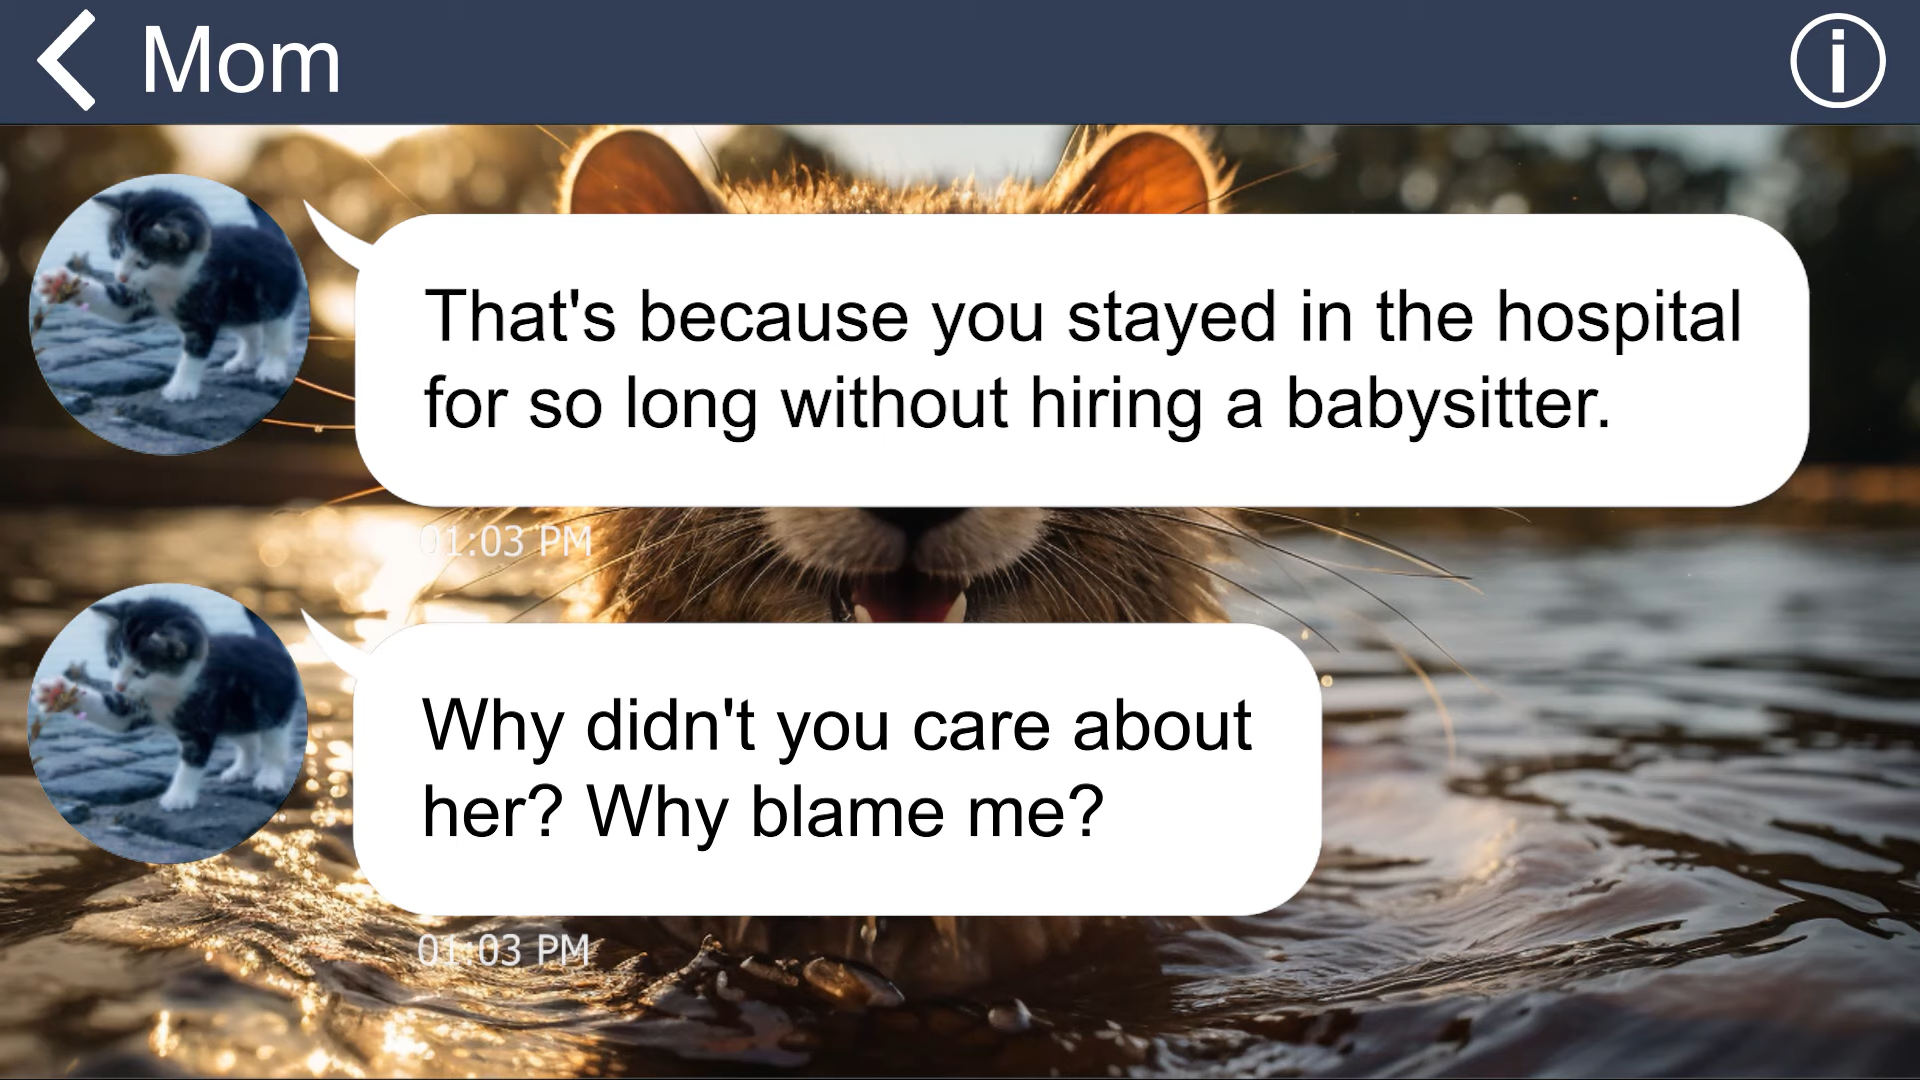 Mom
That's because you stayed in the hospital
for so long without hiring a babysitter.
01:03 PM
Why didn't you care about
her? Why blame me?
01:03 PM